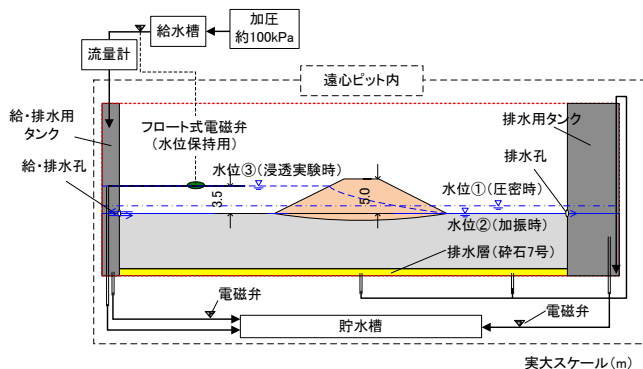 加圧
約100kPa
給水槽
流量計
遠心ピット内
給・排水用
タンク
フロート式電磁弁
(水位保持用)
排水用タンク
給・排水孔
水位③(浸透実験時)
3.5
5.0
水位①(圧密時)
排水孔
水位②(加振時)
排水層(砕石7号)
電磁弁
貯水槽
電磁弁
実大スケール(m)